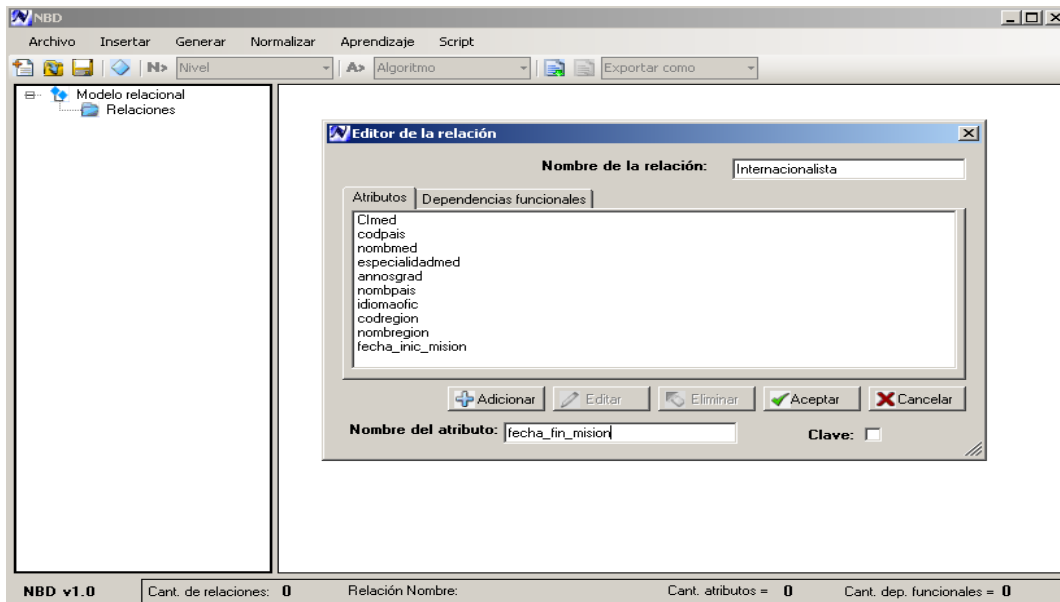 NBD
Archivo Insertar Generar Normalizar Aprendizaje Script
N> Nivel A> Algoritmo Exportar como
Modelo relacional
Relaciones
Editor de la relación
Nombre de la relación: Internacionalista
Atributos Dependencias funcionales
CImed
codpais
nombmed
especialidadmed
annosgrad
nombpais
idiomaofic
codregion
nombregion
fecha_inic_mision
Adicionar Editar Eliminar Aceptar Cancelar
Nombre del atributo: fecha_fin_mision Clave:
NBD v1.0 Cant. de relaciones: 0 Relación Nombre: Cant. atributos = 0 Cant. dep. funcionales = 0